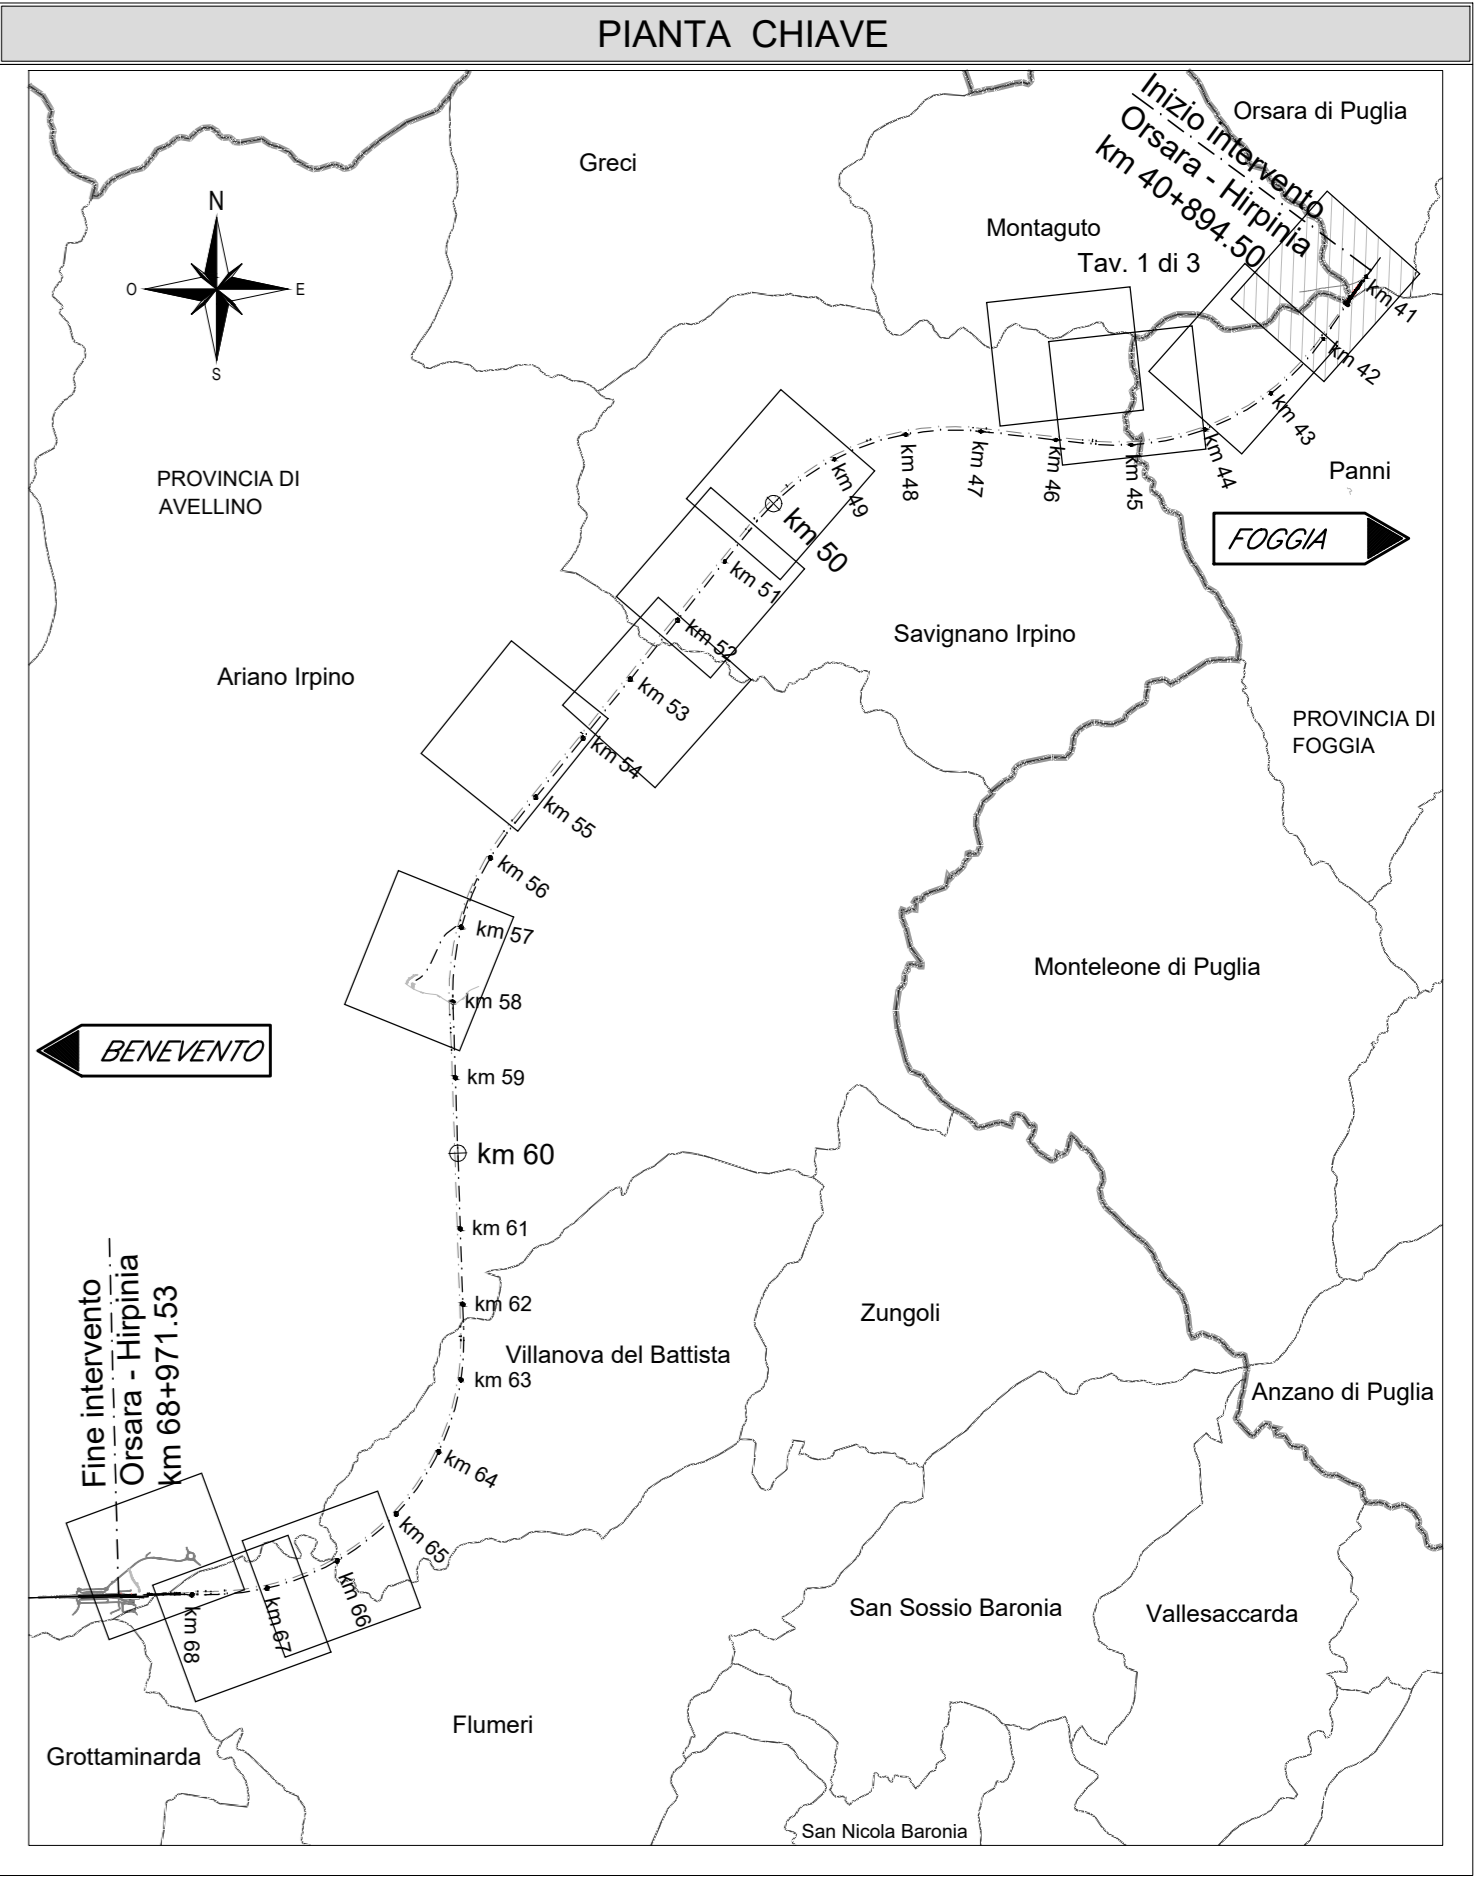 PIANTA CHIAVE
Inizio intervento
Orsara - Hirpinia
km 40+894.50
Orsara di Puglia
Greci
Montaguto
Tav. 1 di 3
N
O
E
S
km 41
km 42
km 43
km 44
km 45
km 46
km 47
km 48
km 49
km 50
km 51
km 52
km 53
km 54
km 55
km 56
km 57
km 58
km 59
km 60
km 61
km 62
km 63
km 64
km 65
km 66
km 67
km 68
PROVINCIA DI
AVELLINO
Panni
FOGGIA
Savignano Irpino
Ariano Irpino
PROVINCIA DI
FOGGIA
Monteleone di Puglia
BENEVENTO
Fine intervento
Orsara - Hirpinia
km 68+971.53
Zungoli
Villanova del Battista
Anzano di Puglia
San Sossio Baronia
Vallesaccarda
Flumeri
Grottaminarda
San Nicola Baronia